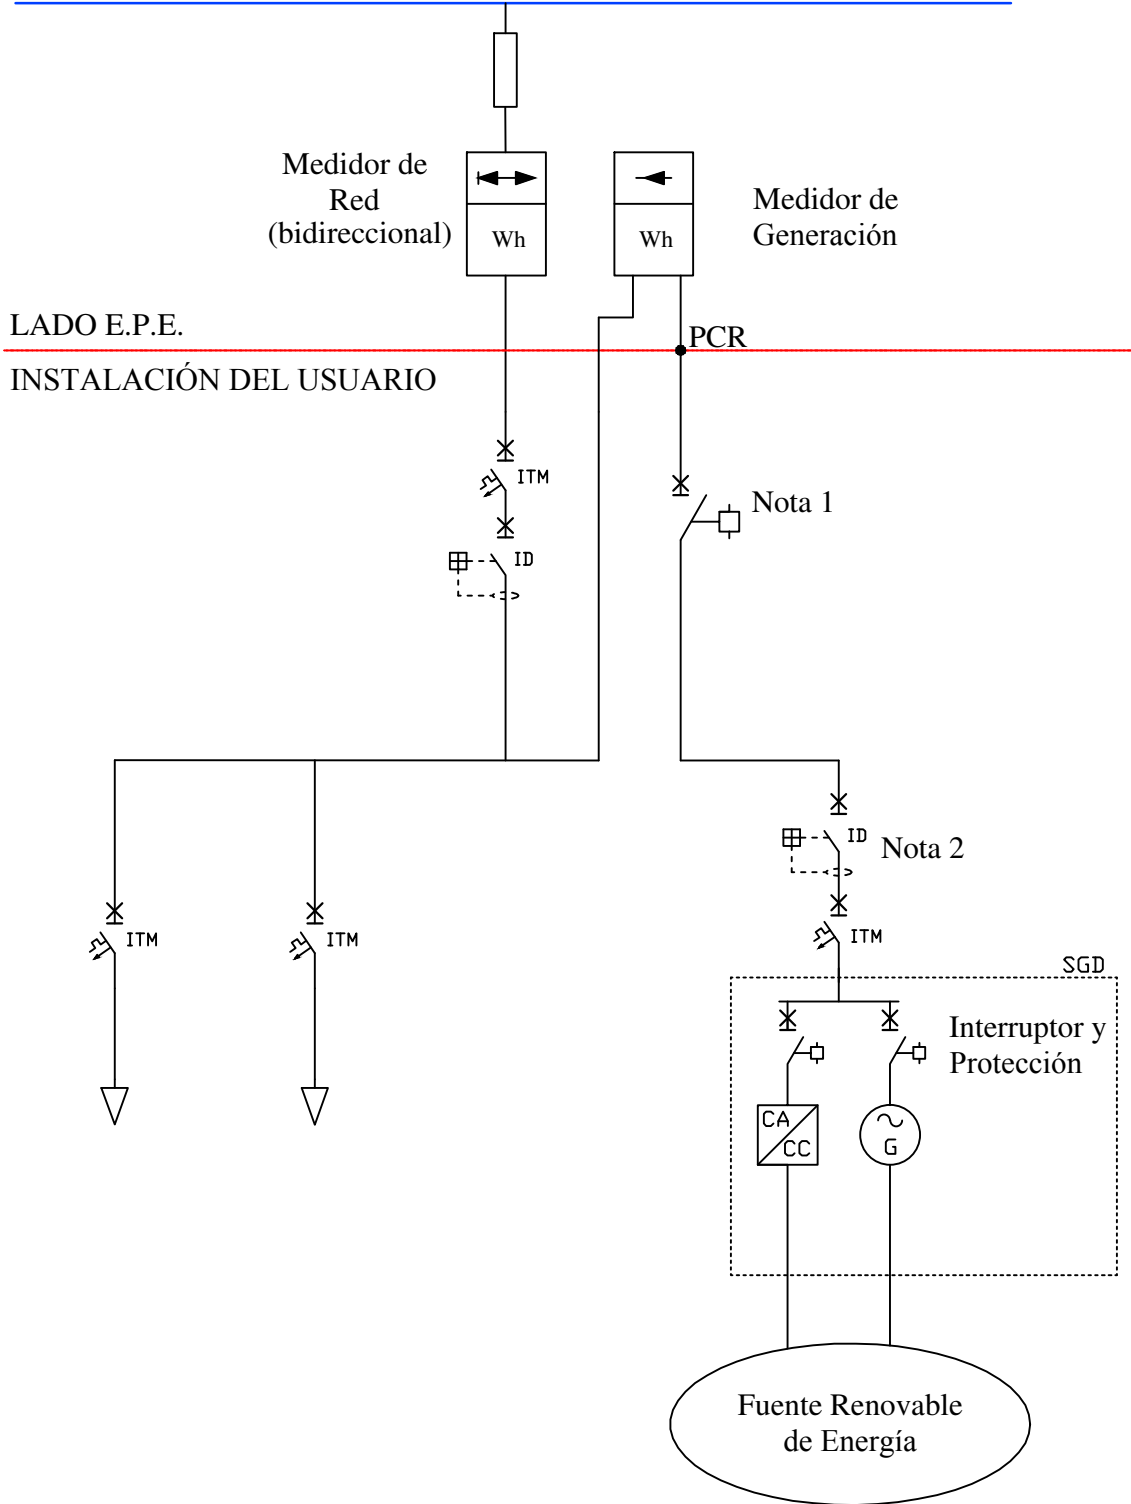 Medidor de
Red
(bidireccional)
Wh
Wh
Medidor de
Generación
LADO E.P.E.
PCR
INSTALACIÓN DEL USUARIO
ITM
Nota 1
ID
ID
Nota 2
ITM
ITM
ITM
SGD
Interruptor y
Protección
CA
CC
G
Fuente Renovable
de Energía